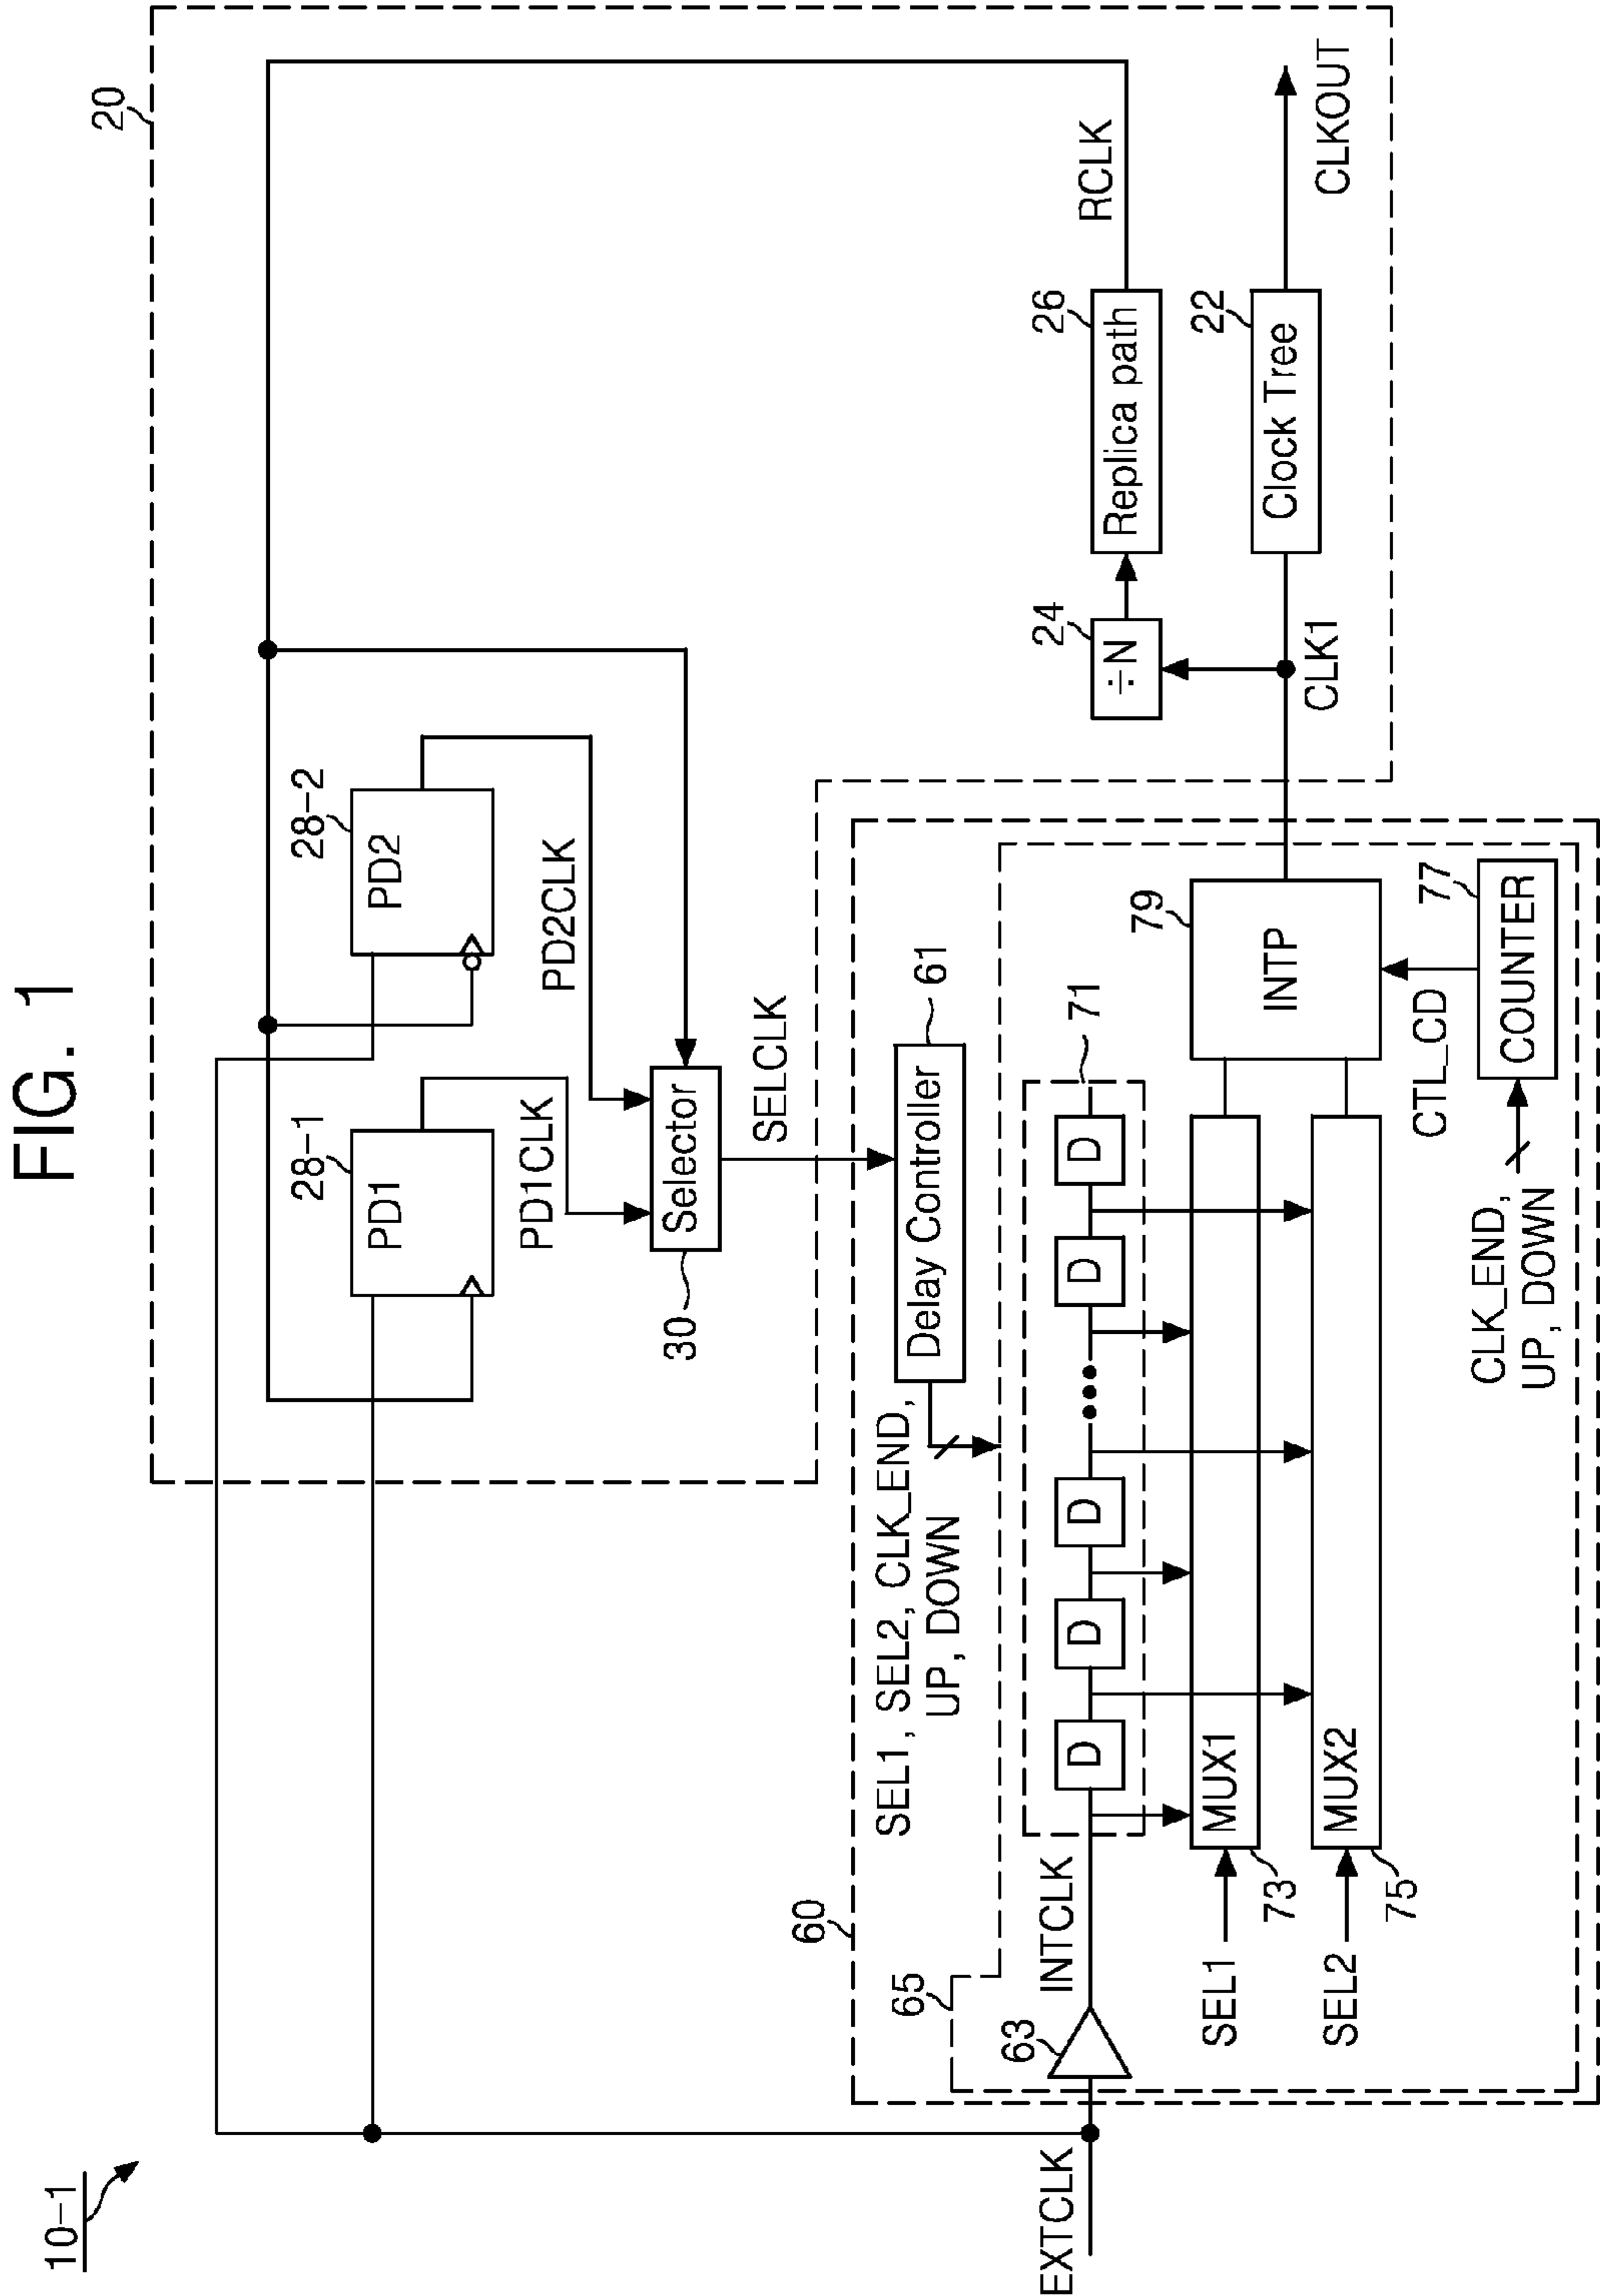 FIG. 1
10-1
20
28-1
PD1
28-2
PD2
PD1CLK
PD2CLK
Selector
30
SELCLK
RCLK
24
÷N
26
Replica path
22
Clock Tree
CLK1
CLKOUT
60
SEL1, SEL2, CLK_END,
UP, DOWN
Delay Controller
61
65
63
EXTCLK
INTCLK
71
D
D
D
D
D
MUX1
73
SEL1
MUX2
75
SEL2
79
INTP
CTL_CD
77
COUNTER
CLK_END,
UP, DOWN